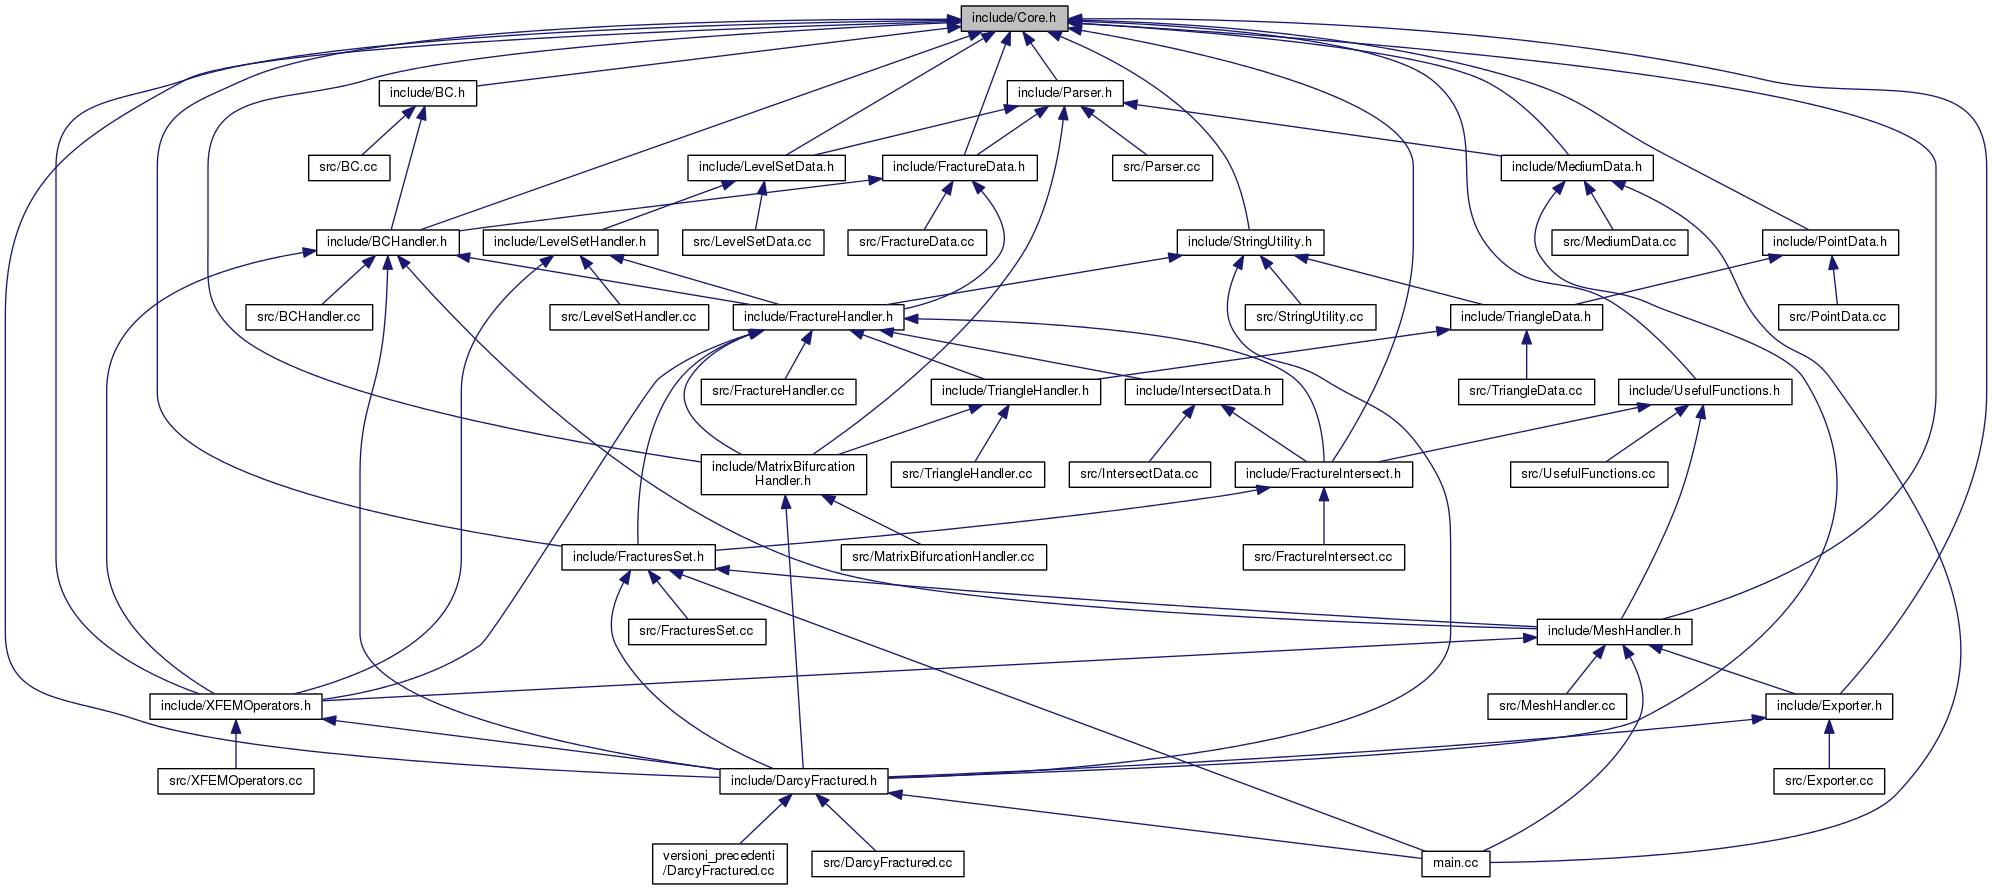 include/Core.h
include/BC.h
include/Parser.h
src/BC.cc
include/LevelSetData.h
include/FractureData.h
src/Parser.cc
include/MediumData.h
include/BCHandler.h
include/LevelSetHandler.h
src/LevelSetData.cc
src/FractureData.cc
include/StringUtility.h
src/MediumData.cc
include/PointData.h
src/BCHandler.cc
src/LevelSetHandler.cc
include/FractureHandler.h
src/StringUtility.cc
include/TriangleData.h
src/PointData.cc
src/FractureHandler.cc
include/TriangleHandler.h
include/IntersectData.h
src/TriangleData.cc
include/UsefulFunctions.h
include/MatrixBifurcation
Handler.h
src/TriangleHandler.cc
src/IntersectData.cc
include/FractureIntersect.h
src/UsefulFunctions.cc
include/FracturesSet.h
src/MatrixBifurcationHandler.cc
src/FractureIntersect.cc
src/FracturesSet.cc
include/MeshHandler.h
include/XFEMOperators.h
src/MeshHandler.cc
include/Exporter.h
src/XFEMOperators.cc
include/DarcyFractured.h
src/Exporter.cc
versioni_precedenti
/DarcyFractured.cc
src/DarcyFractured.cc
main.cc